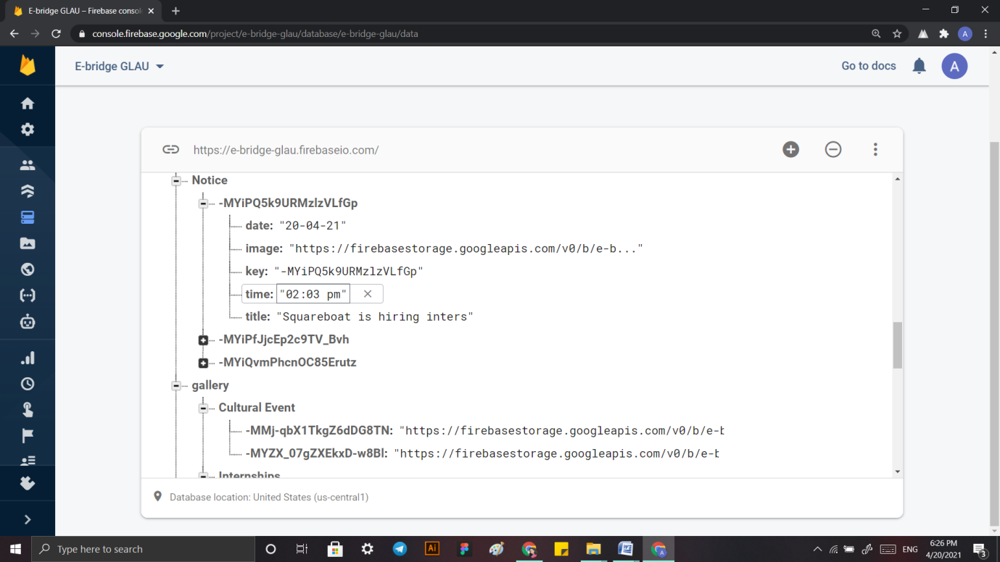 E-bridge GLAU – Firebase consol
console.firebase.google.com/project/e-bridge-glau/database/e-bridge-glau/data
A
E-bridge GLAU
Go to docs
A
https://e-bridge-glau.firebaseio.com/
Notice
-MYiPQ5k9URMzlzVLfGp
date: "20-04-21"
image: "https://firebasestorage.googleapis.com/v0/b/e-b..."
key: "-MYiPQ5k9URMzlzVLfGp"
time: "02:03 pm"
title: "Squareboat is hiring inters"
-MYiPfJjcEp2c9TV_Bvh
-MYiQvmPhcnOC85Erutz
gallery
Cultural Event
-MMj-qbX1TkgZ6dDG8TN: "https://firebasestorage.googleapis.com/v0/b/e-b
-MYZX_07gZXEkxD-w8Bl: "https://firebasestorage.googleapis.com/v0/b/e-b
Internships
Database location: United States (us-central1)
Type here to search
Ai
A
ENG
6:26 PM
4/20/2021
3